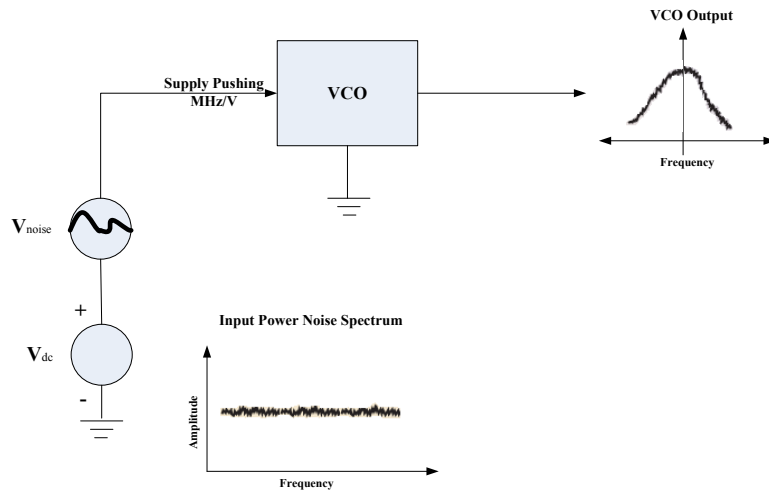 VCO Output
Supply Pushing
MHz/V
VCO
Frequency
Vnoise
+
Input Power Noise Spectrum
Vdc
-
Amplitude
Frequency